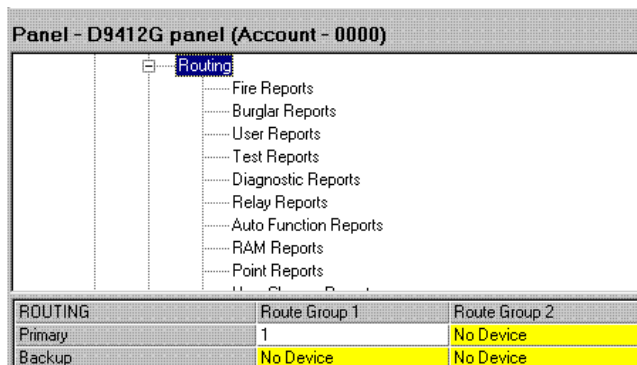 Panel - D9412G panel (Account - 0000)
Routing
Fire Reports
Burglar Reports
User Reports
Test Reports
Diagnostic Reports
Relay Reports
Auto Function Reports
RAM Reports
Point Reports
ROUTING Route Group 1 Route Group 2
Primary 1 No Device
Backup No Device No Device